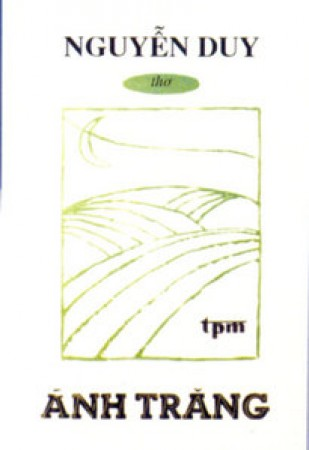 NGUYỄN DUY
thơ
tpm
ÁNH TRĂNG